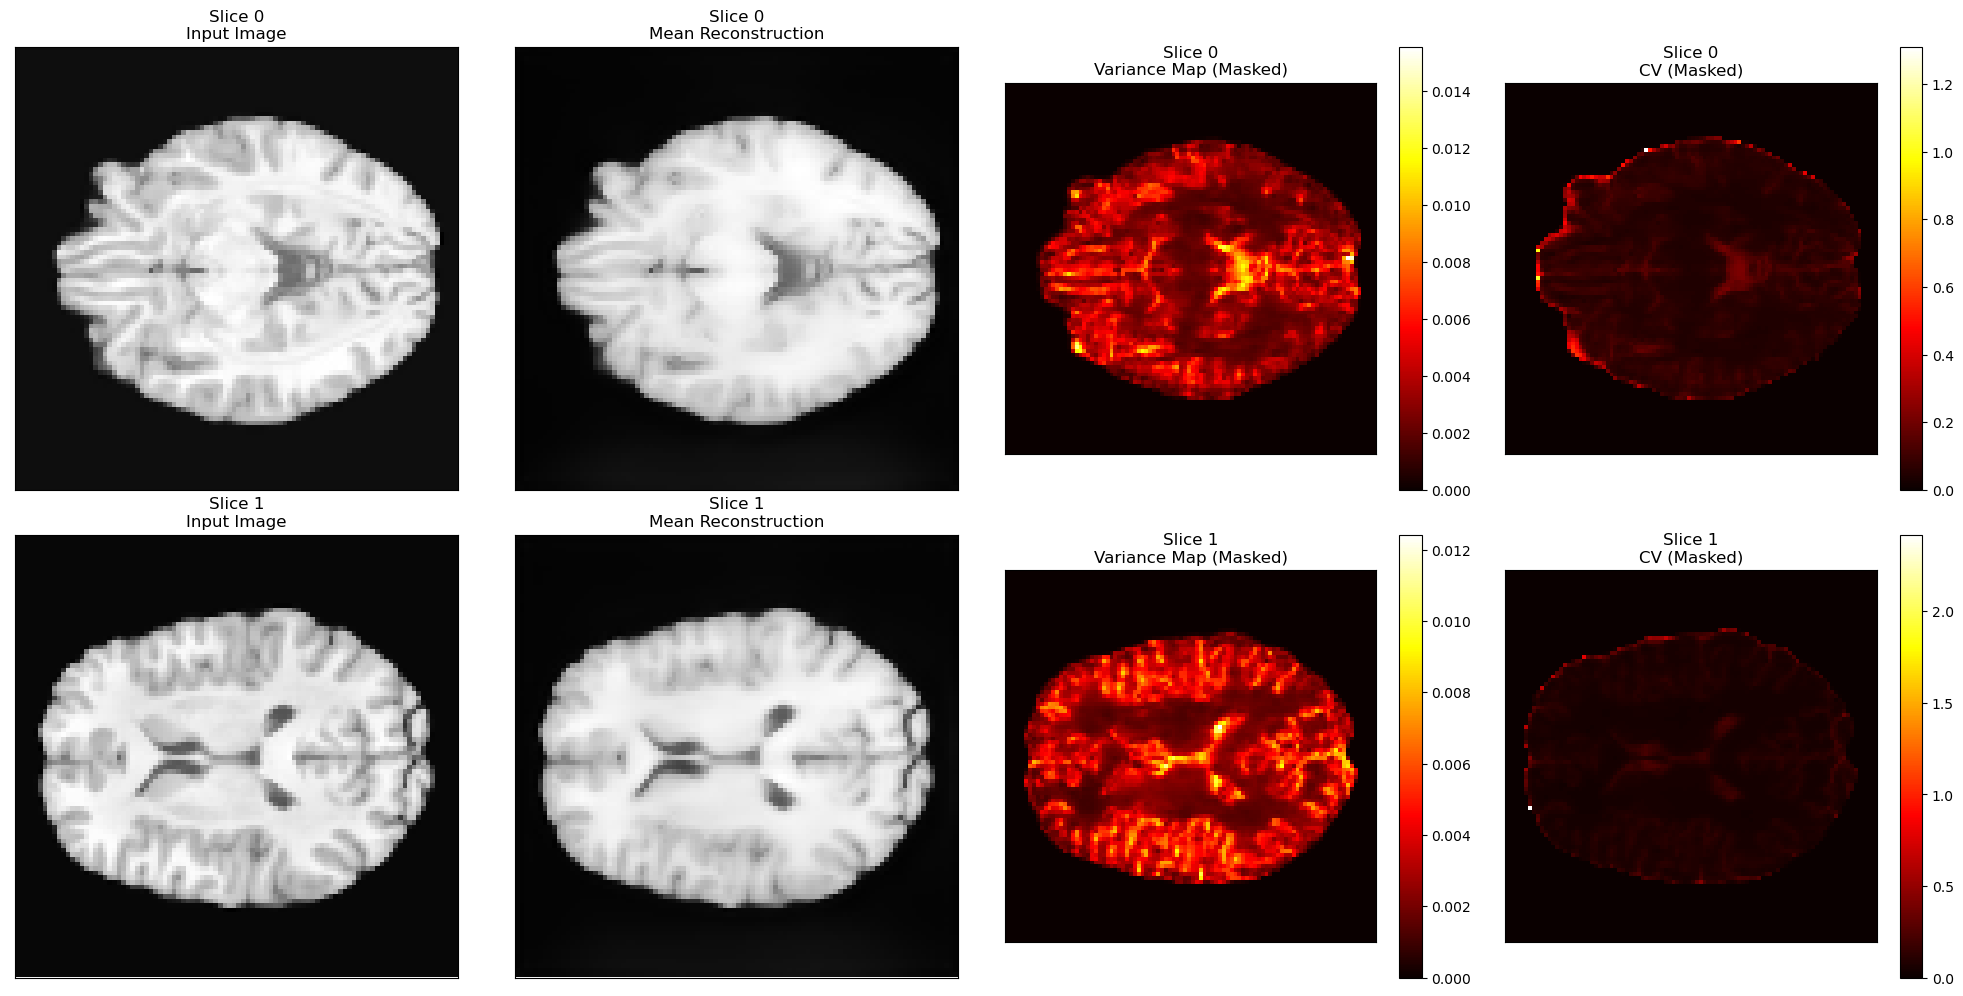 Slice 0
Input Image
Slice 0
Mean Reconstruction
Slice 0
Variance Map (Masked)
0.014
0.012
0.010
0.008
0.006
0.004
0.002
0.000
Slice 0
CV (Masked)
1.2
1.0
0.8
0.6
0.4
0.2
0.0
Slice 1
Input Image
Slice 1
Mean Reconstruction
Slice 1
Variance Map (Masked)
0.012
0.010
0.008
0.006
0.004
0.002
0.000
Slice 1
CV (Masked)
2.0
1.5
1.0
0.5
0.0